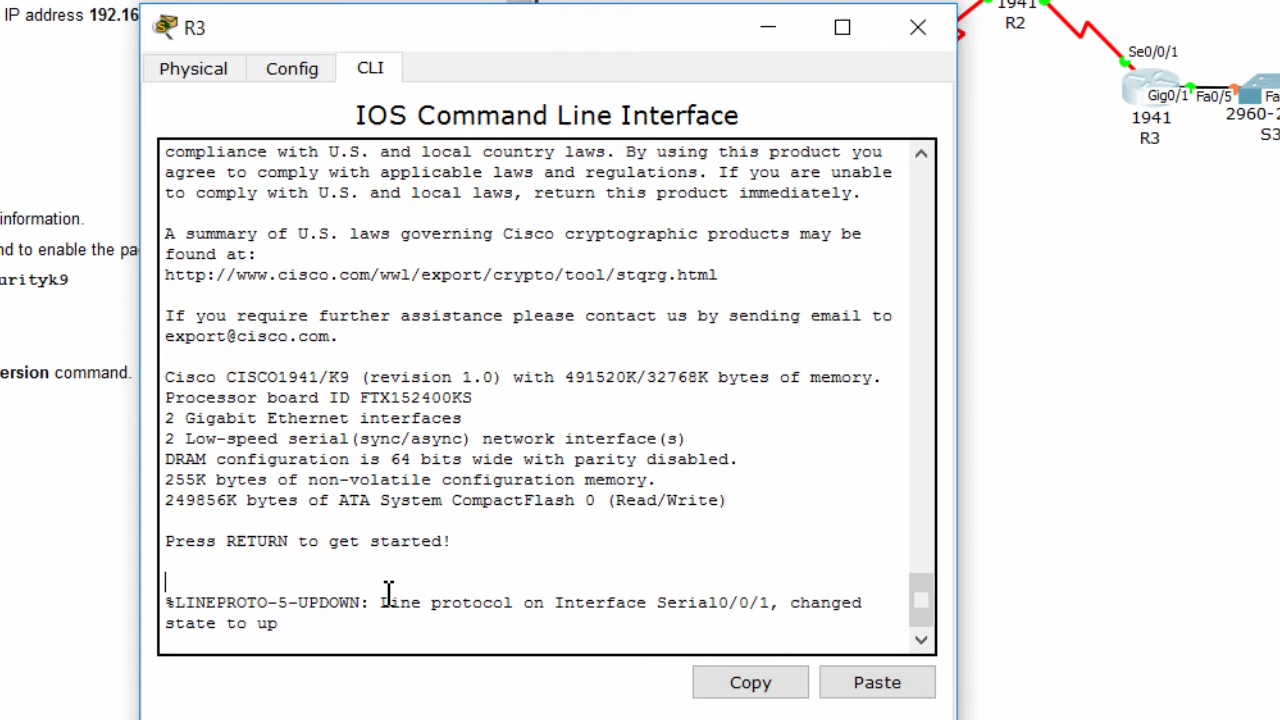 IP address 192.16
information.
nd to enable the pa
urityk9
ersion command.
R3
Physical
Config
CLI
IOS Command Line Interface
compliance with U.S. and local country laws. By using this product you
agree to comply with applicable laws and regulations. If you are unable
to comply with U.S. and local laws, return this product immediately.
A summary of U.S. laws governing Cisco cryptographic products may be
found at:
http://www.cisco.com/wwl/export/crypto/tool/stqrg.html
If you require further assistance please contact us by sending email to
export@cisco.com.
Cisco CISCO1941/K9 (revision 1.0) with 491520K/32768K bytes of memory.
Processor board ID FTX152400KS
2 Gigabit Ethernet interfaces
2 Low-speed serial(sync/async) network interface(s)
DRAM configuration is 64 bits wide with parity disabled.
255K bytes of non-volatile configuration memory.
249856K bytes of ATA System CompactFlash 0 (Read/Write)
Press RETURN to get started!
%LINEPROTO-5-UPDOWN: Line protocol on Interface Serial0/0/1, changed
state to up
Copy
Paste
1941
R2
Se0/0/1
Gig0/1
Fa0/5
Fa
1941
R3
2960-2
S3